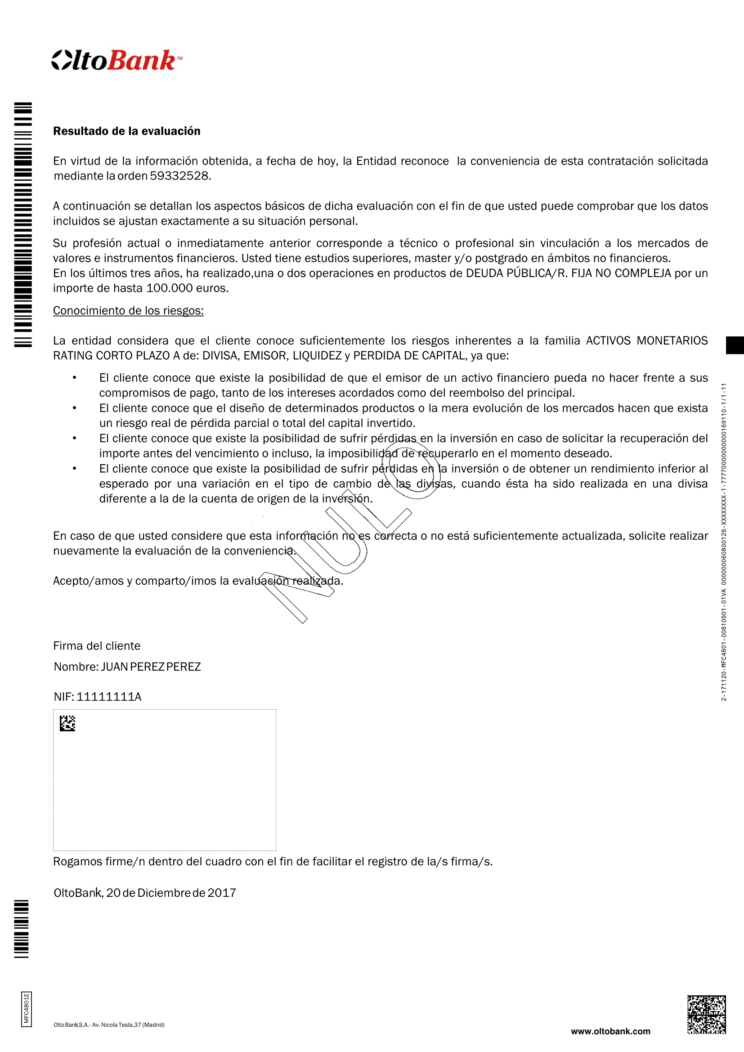 OltoBank™
Resultado de la evaluación
En virtud de la información obtenida, a fecha de hoy, la Entidad reconoce la conveniencia de esta contratación solicitada
mediante la orden 59332528.
A continuación se detallan los aspectos básicos de dicha evaluación con el fin de que usted puede comprobar que los datos
incluidos se ajustan exactamente a su situación personal.
Su profesión actual o inmediatamente anterior corresponde a técnico o profesional sin vinculación a los mercados de
valores e instrumentos financieros. Usted tiene estudios superiores, master y/o postgrado en ámbitos no financieros.
En los últimos tres años, ha realizado,una o dos operaciones en productos de DEUDA PÚBLICA/R. FIJA NO COMPLEJA por un
importe de hasta 100.000 euros.
Conocimiento de los riesgos:
La entidad considera que el cliente conoce suficientemente los riesgos inherentes a la familia ACTIVOS MONETARIOS
RATING CORTO PLAZO A de: DIVISA, EMISOR, LIQUIDEZ y PERDIDA DE CAPITAL, ya que:
• El cliente conoce que existe la posibilidad de que el emisor de un activo financiero pueda no hacer frente a sus
compromisos de pago, tanto de los intereses acordados como del reembolso del principal.
• El cliente conoce que el diseño de determinados productos o la mera evolución de los mercados hacen que exista
un riesgo real de pérdida parcial o total del capital invertido.
• El cliente conoce que existe la posibilidad de sufrir pérdidas en la inversión en caso de solicitar la recuperación del
importe antes del vencimiento o incluso, la imposibilidad de recuperarlo en el momento deseado.
• El cliente conoce que existe la posibilidad de sufrir pérdidas en la inversión o de obtener un rendimiento inferior al
esperado por una variación en el tipo de cambio de las divisas, cuando ésta ha sido realizada en una divisa
diferente a la de la cuenta de origen de la inversión.
NULO
En caso de que usted considere que esta información no es correcta o no está suficientemente actualizada, solicite realizar
nuevamente la evaluación de la conveniencia.
Acepto/amos y comparto/imos la evaluación realizada.
Firma del cliente
Nombre: JUAN PEREZ PEREZ
NIF: 11111111A
Rogamos firme/n dentro del cuadro con el fin de facilitar el registro de la/s firma/s.
OltoBank, 20 de Diciembre de 2017
MFC4801E
Olto Bank,S.A. - Av. Nicola Tesla,37 (Madrid)
www.oltobank.com